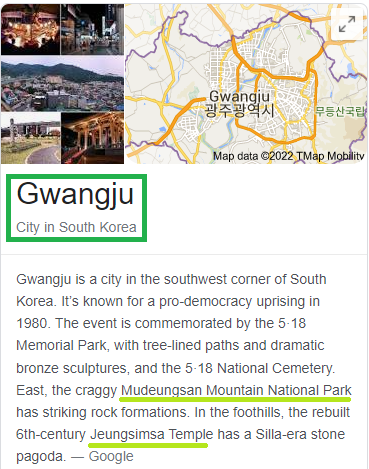 Gwangju
광주광역시
무등산국립
Map data ©2022 TMap Mobility
Gwangju
City in South Korea
Gwangju is a city in the southwest corner of South
Korea. It's known for a pro-democracy uprising in
1980. The event is commemorated by the 5·18
Memorial Park, with tree-lined paths and dramatic
bronze sculptures, and the 5·18 National Cemetery.
East, the craggy Mudeungsan Mountain National Park
has striking rock formations. In the foothills, the rebuilt
6th-century Jeungsimsa Temple has a Silla-era stone
pagoda. — Google